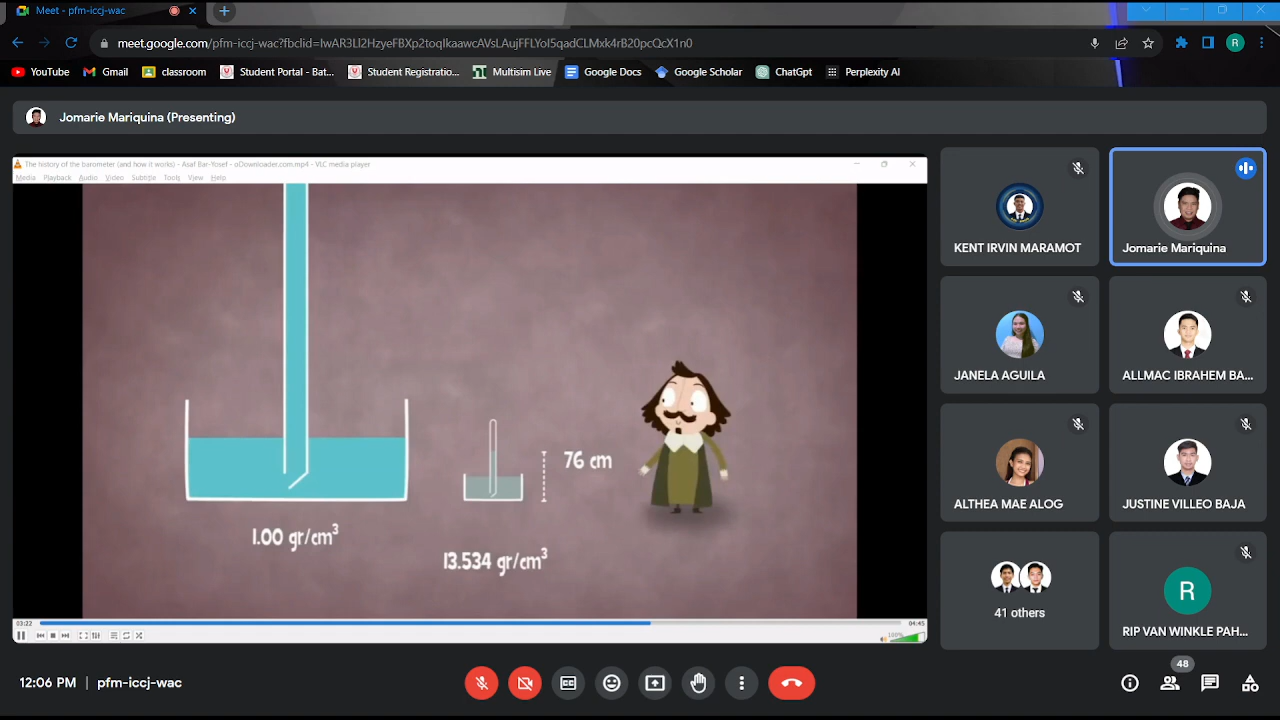 Meet - pfm-iccj-wac
meet.google.com/pfm-iccj-wac?fbclid=IwAR3Ll2HzyeFBXp2toqIkaawcAVsLAujFFLYoI5qadCLMxk4rB20pcQcX1n0
R
YouTube Gmail classroom Student Portal – Bat... Student Registratio... Multisim Live Google Docs Google Scholar ChatGpt Perplexity AI
Jomarie Mariquina (Presenting)
The history of the barometer (and how it works) - Asaf Bar-Yosef - oDownloader.com.mp4 - VLC media player
Media Playback Audio Video Subtitle Tools View Help
76 cm
1.00 gr/cm³
13.534 gr/cm³
03:22
04:45
100%
KENT IRVIN MARAMOT
Jomarie Mariquina
JANELA AGUILA
ALLMAC IBRAHEM BA...
ALTHEA MAE ALOG
JUSTINE VILLEO BAJA
41 others
R
RIP VAN WINKLE PAH...
12:06 PM | pfm-iccj-wac
48